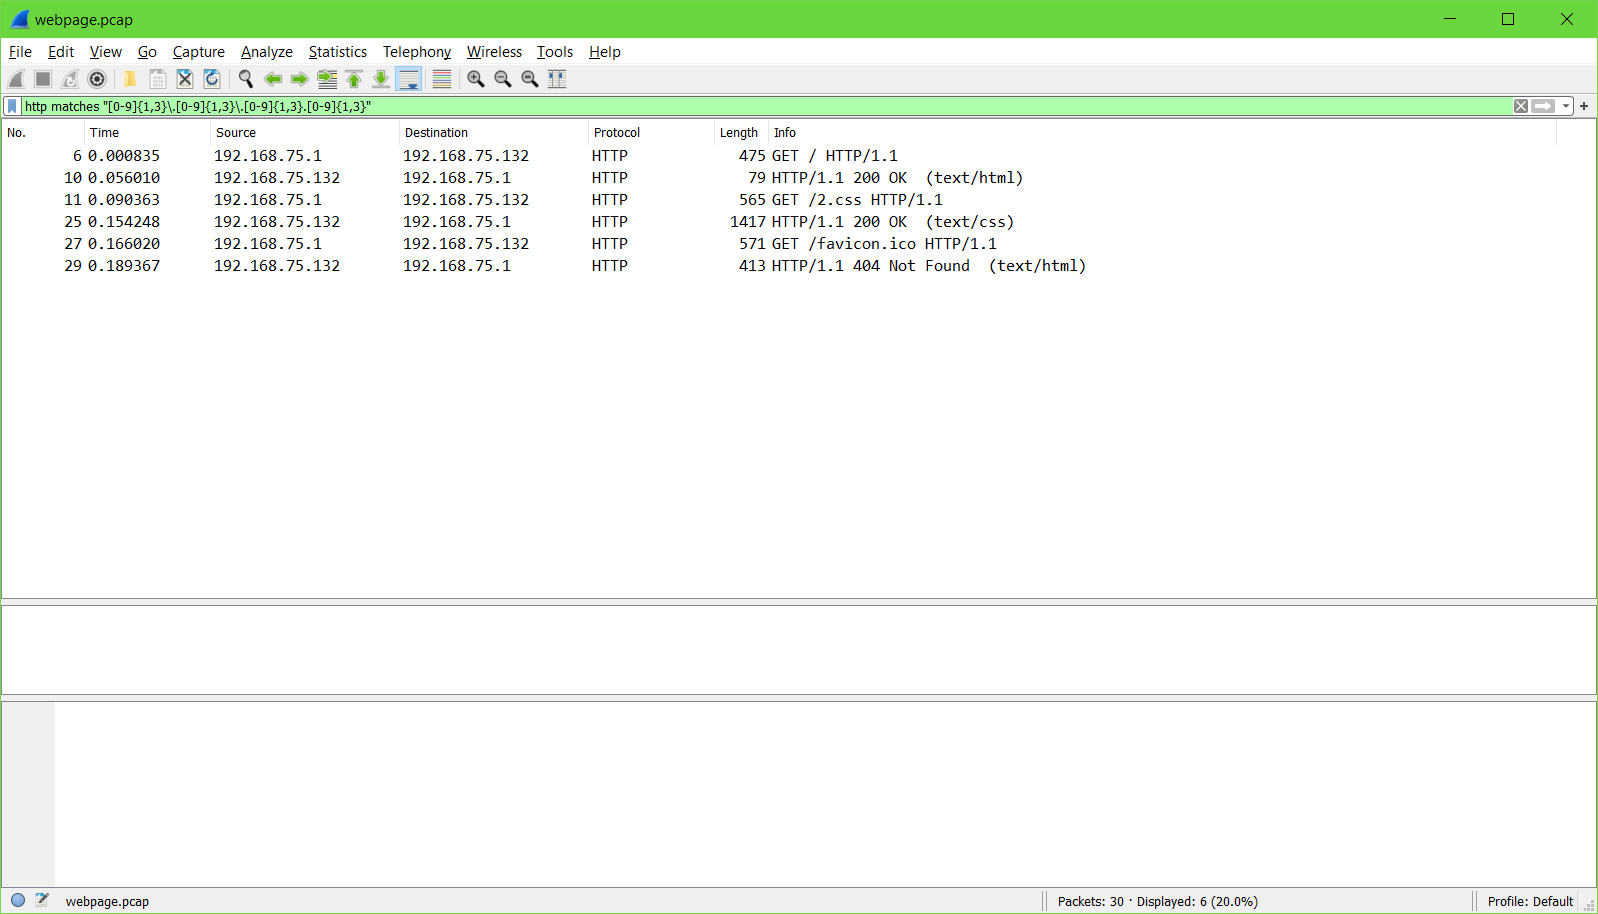 webpage.pcap
File Edit View Go Capture Analyze Statistics Telephony Wireless Tools Help
http matches "[0-9]{1,3}\.[0-9]{1,3}\.[0-9]{1,3}.[0-9]{1,3}"
No. Time Source Destination Protocol Length Info
6 0.000835 192.168.75.1 192.168.75.132 HTTP 475 GET / HTTP/1.1
10 0.056010 192.168.75.132 192.168.75.1 HTTP 79 HTTP/1.1 200 OK (text/html)
11 0.090363 192.168.75.1 192.168.75.132 HTTP 565 GET /2.css HTTP/1.1
25 0.154248 192.168.75.132 192.168.75.1 HTTP 1417 HTTP/1.1 200 OK (text/css)
27 0.166020 192.168.75.1 192.168.75.132 HTTP 571 GET /favicon.ico HTTP/1.1
29 0.189367 192.168.75.132 192.168.75.1 HTTP 413 HTTP/1.1 404 Not Found (text/html)
webpage.pcap Packets: 30 · Displayed: 6 (20.0%) Profile: Default